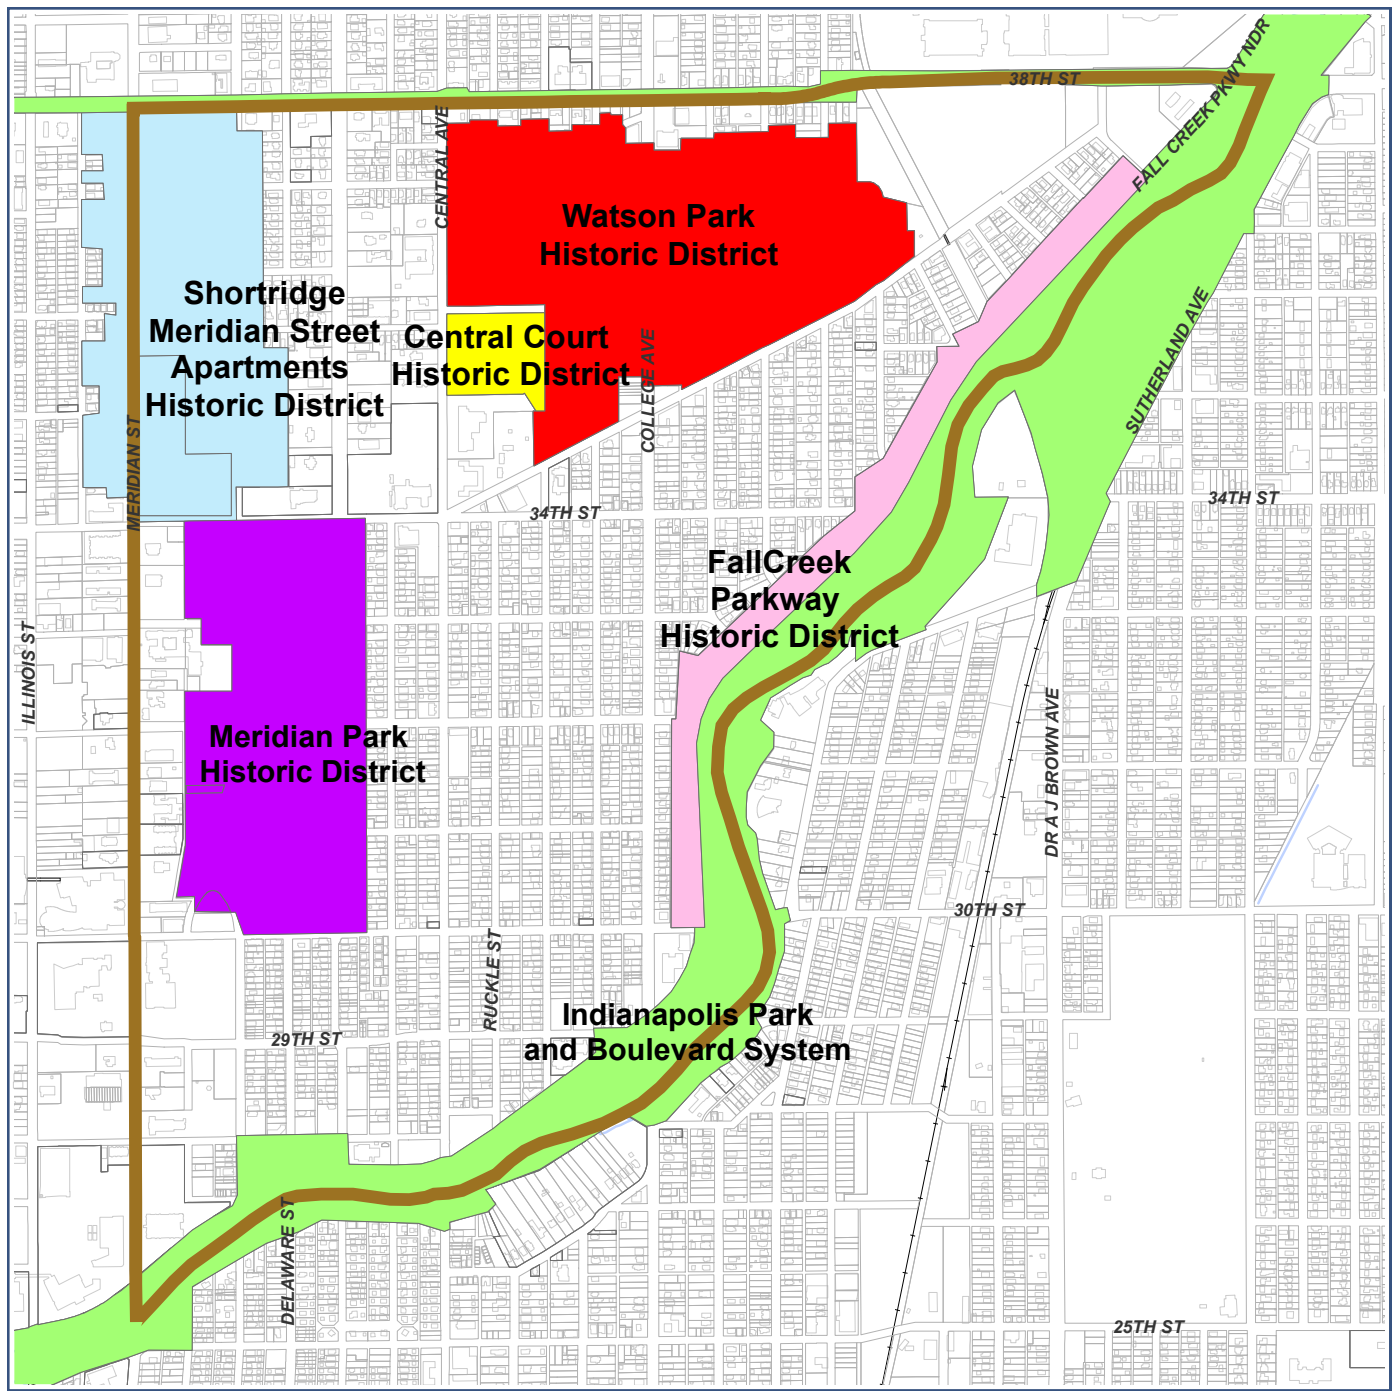 38TH ST
FALL CREEK PKWY NDR
CENTRAL AVE
Watson Park
Historic District
Shortridge
Meridian Street
Apartments
Historic District
Central Court
Historic District
COLLEGE AVE
SUTHERLAND AVE
MERIDIAN ST
34TH ST
34TH ST
FallCreek
Parkway
Historic District
ILLINOIS ST
Meridian Park
Historic District
DR A J BROWN AVE
30TH ST
RUCKLE ST
Indianapolis Park
and Boulevard System
29TH ST
DELAWARE ST
25TH ST